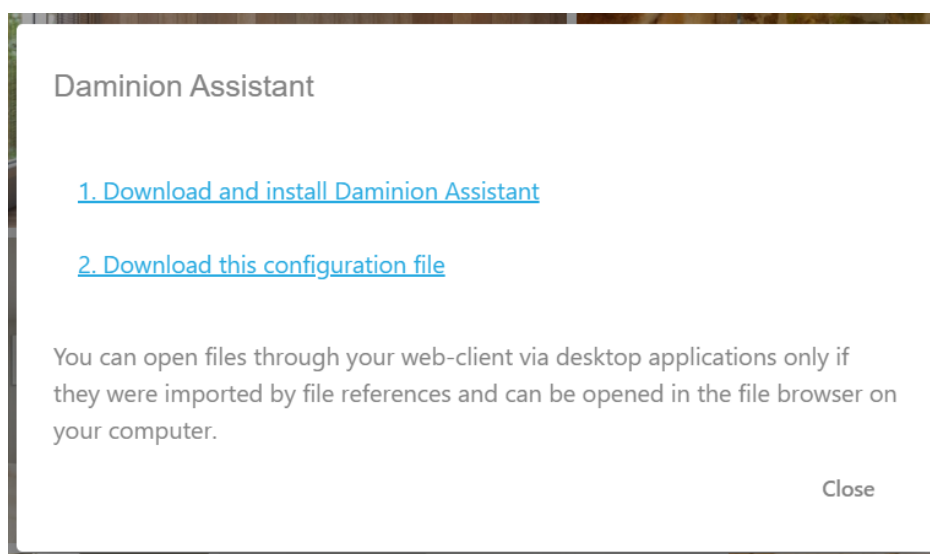 Daminion Assistant
1. Download and install Daminion Assistant
2. Download this configuration file
You can open files through your web-client via desktop applications only if
they were imported by file references and can be opened in the file browser on
your computer.
Close